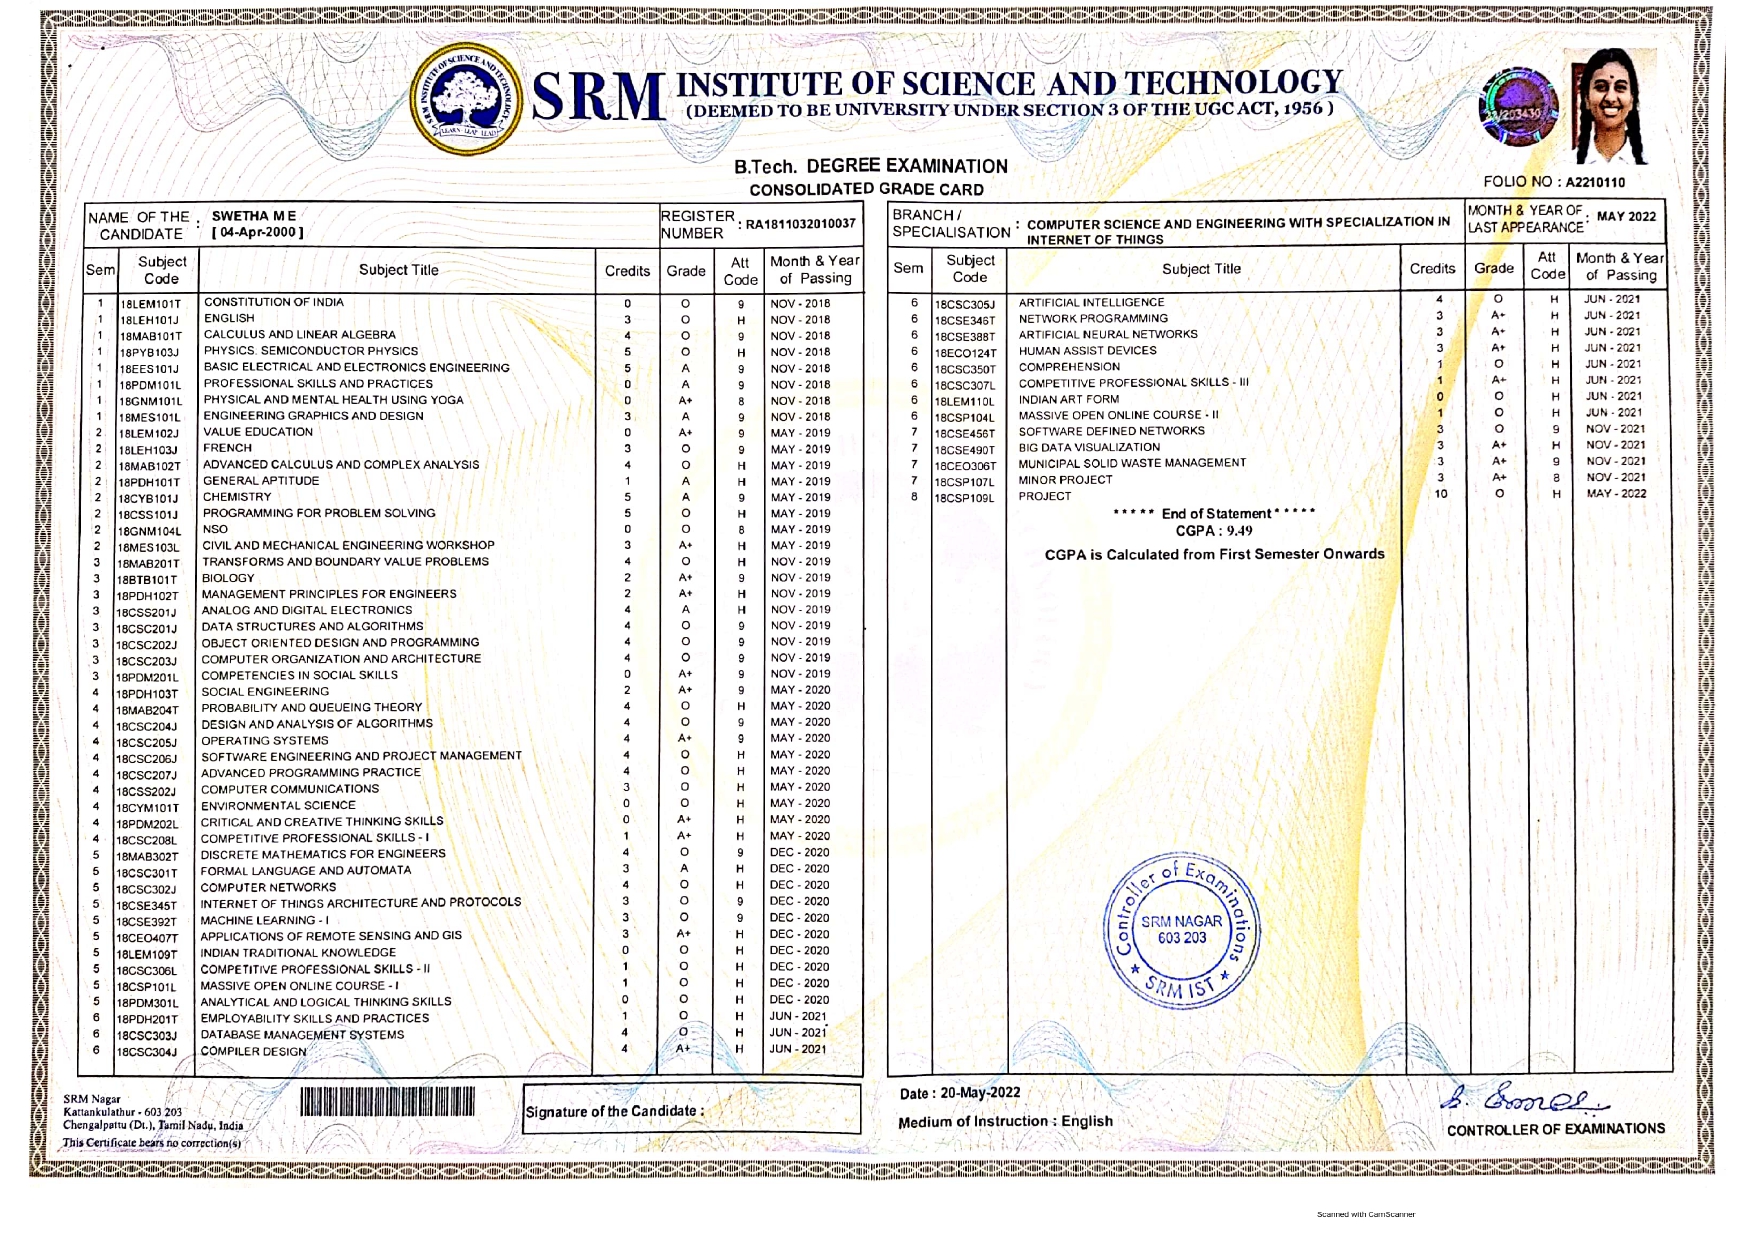 SRM INSTITUTE OF SCIENCE AND TECHNOLOGY
(DEEMED TO BE UNIVERSITY UNDER SECTION 3 OF THE UGC ACT, 1956 )
B.Tech. DEGREE EXAMINATION
CONSOLIDATED GRADE CARD
FOLIO NO : A2210110
NAME OF THE CANDIDATE : SWETHA M E
[ 04-Apr-2000 ]
REGISTER NUMBER : RA1811032010037
Sem Subject Code Subject Title Credits Grade Att Code Month & Year of Passing
1 18LEM101T CONSTITUTION OF INDIA 0 O 9 NOV - 2018
1 18LEH101J ENGLISH 3 O H NOV - 2018
1 18MAB101T CALCULUS AND LINEAR ALGEBRA 4 O 9 NOV - 2018
1 18PYB103J PHYSICS: SEMICONDUCTOR PHYSICS 5 O H NOV - 2018
1 18EES101J BASIC ELECTRICAL AND ELECTRONICS ENGINEERING 5 A 9 NOV - 2018
1 18PDM101L PROFESSIONAL SKILLS AND PRACTICES 0 A 9 NOV - 2018
1 18GNM101L PHYSICAL AND MENTAL HEALTH USING YOGA 0 A+ 8 NOV - 2018
1 18MES101L ENGINEERING GRAPHICS AND DESIGN 3 A 9 NOV - 2018
2 18LEM102J VALUE EDUCATION 0 A+ 9 MAY - 2019
2 18LEH103J FRENCH 3 O 9 MAY - 2019
2 18MAB102T ADVANCED CALCULUS AND COMPLEX ANALYSIS 4 O H MAY - 2019
2 18PDH101T GENERAL APTITUDE 1 A H MAY - 2019
2 18CYB101J CHEMISTRY 5 A 9 MAY - 2019
2 18CSS101J PROGRAMMING FOR PROBLEM SOLVING 5 O H MAY - 2019
2 18GNM104L NSO 0 O 8 MAY - 2019
2 18MES103L CIVIL AND MECHANICAL ENGINEERING WORKSHOP 3 A+ H MAY - 2019
3 18MAB201T TRANSFORMS AND BOUNDARY VALUE PROBLEMS 4 O H NOV - 2019
3 18BTB101T BIOLOGY 2 A+ 9 NOV - 2019
3 18PDH102T MANAGEMENT PRINCIPLES FOR ENGINEERS 2 A+ H NOV - 2019
3 18CSS201J ANALOG AND DIGITAL ELECTRONICS 4 A H NOV - 2019
3 18CSC201J DATA STRUCTURES AND ALGORITHMS 4 O 9 NOV - 2019
3 18CSC202J OBJECT ORIENTED DESIGN AND PROGRAMMING 4 O 9 NOV - 2019
3 18CSC203J COMPUTER ORGANIZATION AND ARCHITECTURE 4 O 9 NOV - 2019
3 18PDM201L COMPETENCIES IN SOCIAL SKILLS 0 A+ 9 NOV - 2019
4 18PDH103T SOCIAL ENGINEERING 2 A+ 9 MAY - 2020
4 18MAB204T PROBABILITY AND QUEUEING THEORY 4 O H MAY - 2020
4 18CSC204J DESIGN AND ANALYSIS OF ALGORITHMS 4 O 9 MAY - 2020
4 18CSC205J OPERATING SYSTEMS 4 A+ 9 MAY - 2020
4 18CSC206J SOFTWARE ENGINEERING AND PROJECT MANAGEMENT 4 O H MAY - 2020
4 18CSC207J ADVANCED PROGRAMMING PRACTICE 4 O H MAY - 2020
4 18CSS202J COMPUTER COMMUNICATIONS 3 O H MAY - 2020
4 18CYM101T ENVIRONMENTAL SCIENCE 0 O H MAY - 2020
4 18PDM202L CRITICAL AND CREATIVE THINKING SKILLS 0 A+ H MAY - 2020
4 18CSC208L COMPETITIVE PROFESSIONAL SKILLS - I 1 A+ H MAY - 2020
5 18MAB302T DISCRETE MATHEMATICS FOR ENGINEERS 4 O 9 DEC - 2020
5 18CSC301T FORMAL LANGUAGE AND AUTOMATA 3 A H DEC - 2020
5 18CSC302J COMPUTER NETWORKS 4 O H DEC - 2020
5 18CSE345T INTERNET OF THINGS ARCHITECTURE AND PROTOCOLS 3 O 9 DEC - 2020
5 18CSE392T MACHINE LEARNING - I 3 O 9 DEC - 2020
5 18CEO407T APPLICATIONS OF REMOTE SENSING AND GIS 3 A+ H DEC - 2020
5 18LEM109T INDIAN TRADITIONAL KNOWLEDGE 0 O H DEC - 2020
5 18CSC306L COMPETITIVE PROFESSIONAL SKILLS - II 1 O H DEC - 2020
5 18CSP101L MASSIVE OPEN ONLINE COURSE - I 1 O H DEC - 2020
5 18PDM301L ANALYTICAL AND LOGICAL THINKING SKILLS 0 O H DEC - 2020
6 18PDH201T EMPLOYABILITY SKILLS AND PRACTICES 1 O H JUN - 2021
6 18CSC303J DATABASE MANAGEMENT SYSTEMS 4 O H JUN - 2021
6 18CSC304J COMPILER DESIGN 4 A+ H JUN - 2021
BRANCH / SPECIALISATION : COMPUTER SCIENCE AND ENGINEERING WITH SPECIALIZATION IN
INTERNET OF THINGS
MONTH & YEAR OF LAST APPEARANCE : MAY 2022
Sem Subject Code Subject Title Credits Grade Att Code Month & Year of Passing
6 18CSC305J ARTIFICIAL INTELLIGENCE 4 O H JUN - 2021
6 18CSE346T NETWORK PROGRAMMING 3 A+ H JUN - 2021
6 18CSE388T ARTIFICIAL NEURAL NETWORKS 3 A+ H JUN - 2021
6 18ECO124T HUMAN ASSIST DEVICES 3 A+ H JUN - 2021
6 18CSC350T COMPREHENSION 1 O H JUN - 2021
6 18CSC307L COMPETITIVE PROFESSIONAL SKILLS - III 1 A+ H JUN - 2021
6 18LEM110L INDIAN ART FORM 0 O H JUN - 2021
6 18CSP104L MASSIVE OPEN ONLINE COURSE - II 1 O H JUN - 2021
7 18CSE456T SOFTWARE DEFINED NETWORKS 3 O 9 NOV - 2021
7 18CSE490T BIG DATA VISUALIZATION 3 A+ H NOV - 2021
7 18CEO306T MUNICIPAL SOLID WASTE MANAGEMENT 3 A+ 9 NOV - 2021
7 18CSP107L MINOR PROJECT 3 A+ 8 NOV - 2021
8 18CSP109L PROJECT 10 O H MAY - 2022
* * * * * End of Statement * * * * *
CGPA : 9.49
CGPA is Calculated from First Semester Onwards
Controller of Examinations
SRM NAGAR
603 203
★ SRM IST ★
SRM Nagar
Kattankulathur - 603 203
Chengalpattu (Dt.), Tamil Nadu, India
This Certificate bears no correction(s)
Signature of the Candidate :
Date : 20-May-2022
Medium of Instruction : English
CONTROLLER OF EXAMINATIONS
Scanned with CamScanner